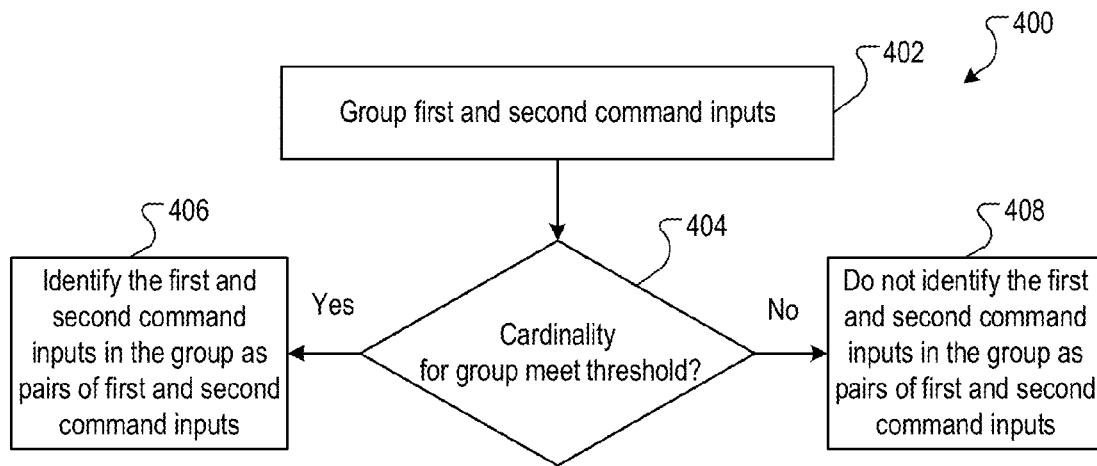 400
402
Group first and second command inputs
406
404
408
Identify the first and
second command
inputs in the group as
pairs of first and second
command inputs
Yes
Cardinality
for group meet threshold?
No
Do not identify the first
and second command
inputs in the group as
pairs of first and second
command inputs